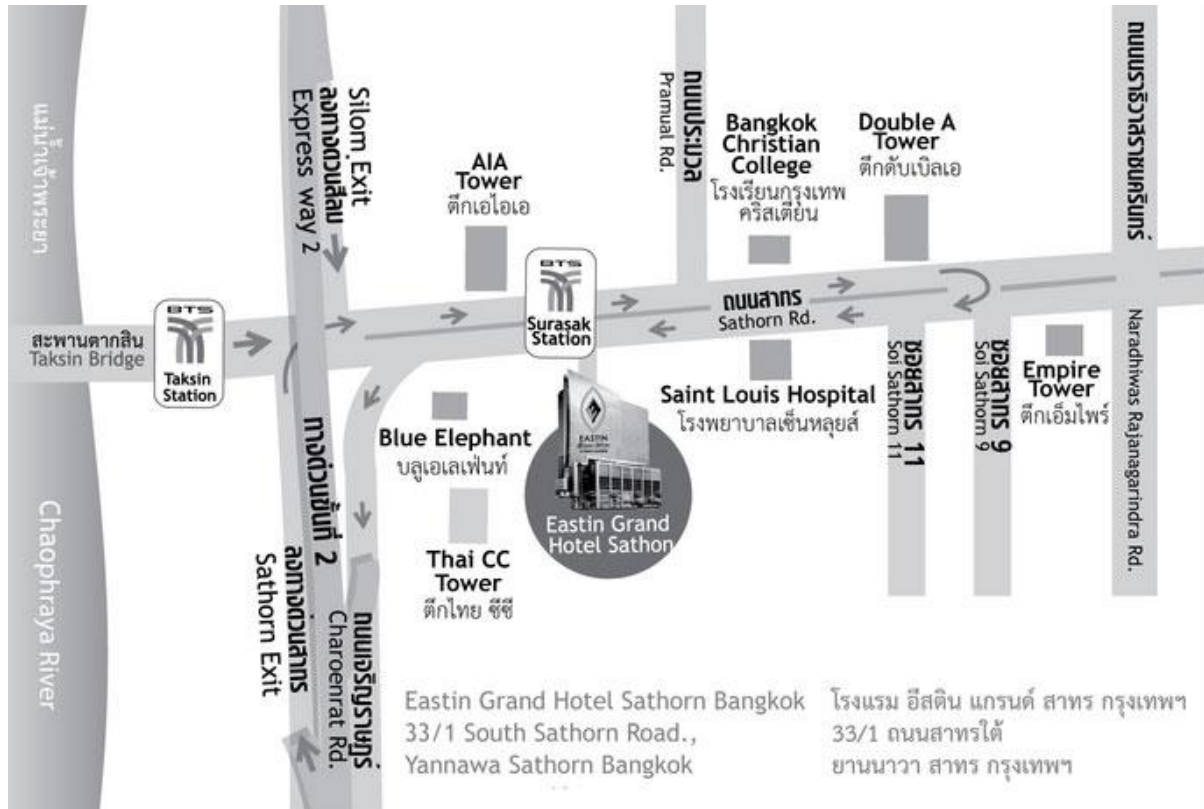 แม่น้ำเจ้าพระยา
Chaophraya River
Silom Exit
ลงทางด่วนสีลม
Express way 2
AIA
Tower
ตึกเอไอเอ
ถนนประมวล
Pramual Rd.
Bangkok
Christian
College
โรงเรียนกรุงเทพ
คริสเตียน
Double A
Tower
ตึกดับเบิลเอ
ถนนนราธิวาสราชนครินทร์
Naradhiwas Rajanagarindra Rd.
สะพานตากสิน
Taksin Bridge
BTS
Taksin
Station
BTS
Surasak
Station
ถนนสาทร
Sathorn Rd.
Blue Elephant
บลูเอเลเฟ่นท์
EASTIN
Eastin Grand
Hotel Sathon
Saint Louis Hospital
โรงพยาบาลเซ็นหลุยส์
ซอยสาทร 11
Soi Sathorn 11
ซอยสาทร 9
Soi Sathorn 9
Empire
Tower
ตึกเอ็มไพร์
Thai CC
Tower
ตึกไทย ซีซี
ทางด่วนขั้นที่ 2
ลงทางด่วนสาทร
Sathorn Exit
ถนนเจริญราษฎร์
Charoenrat Rd.
Eastin Grand Hotel Sathorn Bangkok
33/1 South Sathorn Road.,
Yannawa Sathorn Bangkok
โรงแรม อีสติน แกรนด์ สาทร กรุงเทพฯ
33/1 ถนนสาทรใต้
ยานนาวา สาทร กรุงเทพฯ